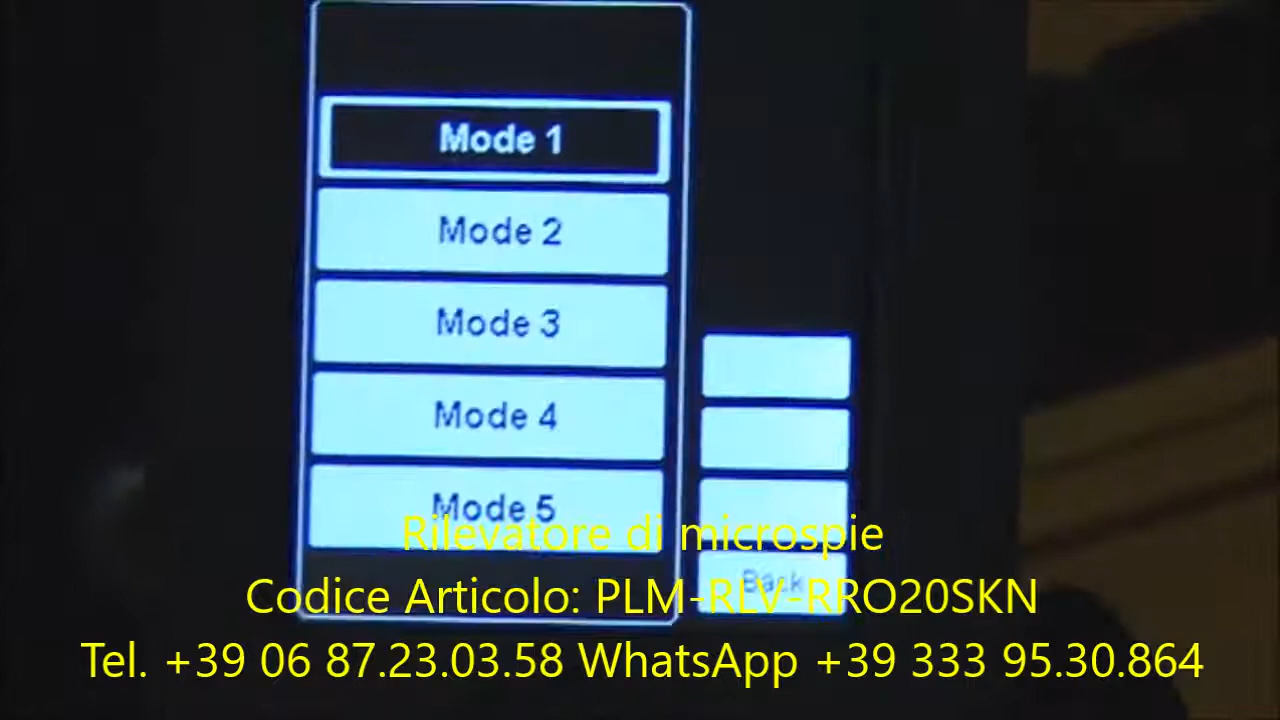 Mode 1
Mode 2
Mode 3
Mode 4
Mode 5
Back
Rilevatore di microspie
Codice Articolo: PLM-RLV-RRO20SKN
Tel. +39 06 87.23.03.58 WhatsApp +39 333 95.30.864